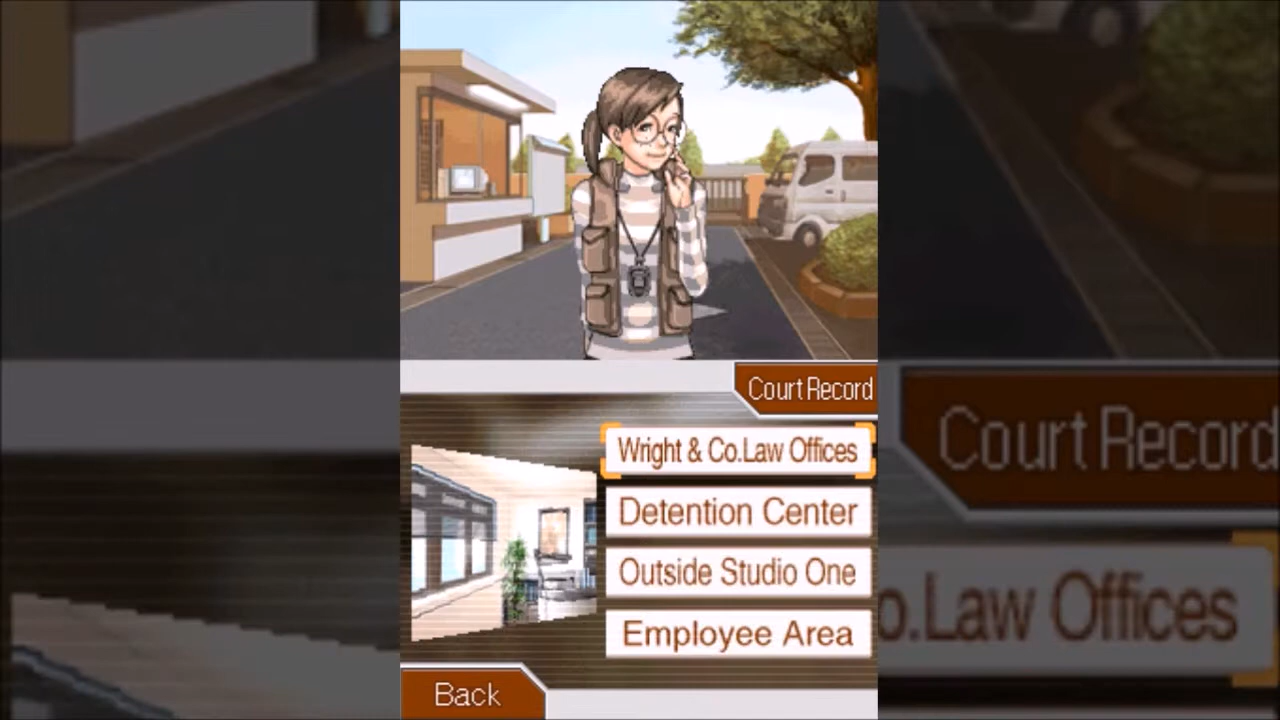 Court Record
Wright & Co.Law Offices
Detention Center
Outside Studio One
Employee Area
Back
Court Record
o.Law Offices